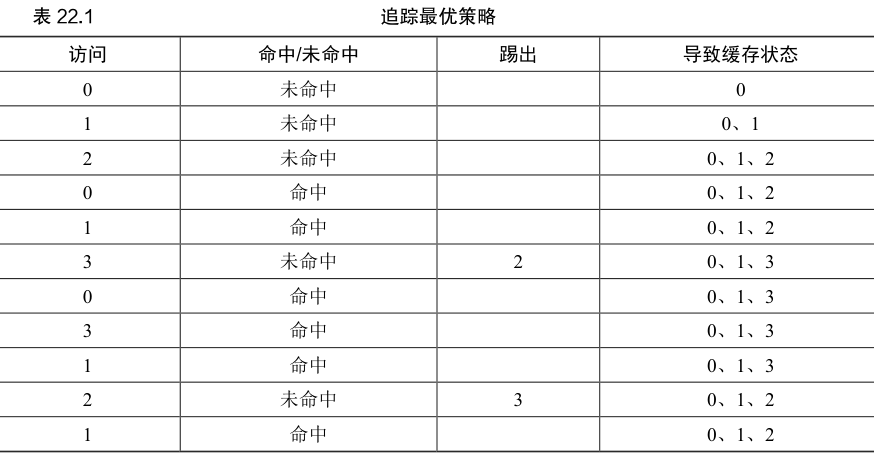 表 22.1 追踪最优策略
访问 命中/未命中 踢出 导致缓存状态
0 未命中 0
1 未命中 0、1
2 未命中 0、1、2
0 命中 0、1、2
1 命中 0、1、2
3 未命中 2 0、1、3
0 命中 0、1、3
3 命中 0、1、3
1 命中 0、1、3
2 未命中 3 0、1、2
1 命中 0、1、2